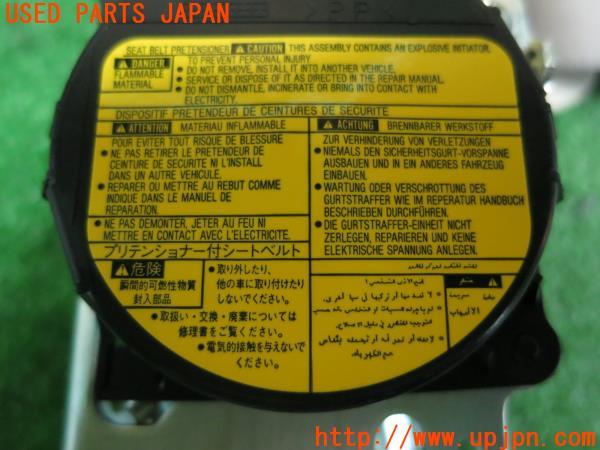 USED PARTS JAPAN
>PP<
SEAT BELT PRETENSIONER ⚠ CAUTION THIS ASSEMBLY CONTAINS AN EXPLOSIVE INITIATOR.
⚠ DANGER
FLAMMABLE
MATERIAL
TO PREVENT PERSONAL INJURY
● DO NOT REMOVE, INSTALL IT INTO ANOTHER VEHICLE.
● SERVICE OR DISPOSE OF IT AS DIRECTED IN THE REPAIR MANUAL.
● DO NOT DISMANTLE, INCINERATE OR BRING INTO CONTACT WITH
ELECTRICITY.
DISPOSITIF PRETENDEUR DE CEINTURES DE SECURITE
⚠ ATTENTION MATERIAU INFLAMMABLE
POUR EVITER TOUT RISQUE DE BLESSURE
● NE PAS RETIRER LE PRETENDEUR DE
CEINTURE DE SECURITE NI L'INSTALL
DANS UN AUTRE VEHICULE.
● REPARER OU METTRE AU REBUT COMME
INDIQUE DANS LE MANUEL DE
REPARATION.
● NE PAS DEMONTER, JETER AU FEU NI
METTRE EN CONTACT AVEC L'ELECTRICITE.
⚠ ACHTUNG BRENNBARER WERKSTOFF
ZUR VERHINDERUNG VON VERLETZUNGEN
● NIEMALS DEN SICHERHEITSGURT-VORSPANNE
AUSBAUEN UND IN EIN ANDERES FAHRZEUG
EINBAUEN.
● WARTUNG ODER VERSCHROTTUNG DES
GURTSTRAFFER WIE IM REPERATUR HANDBUCH
BESCHRIEBEN DURCHFÜHREN.
● DIE GURTSTRAFFER-EINHEIT NICHT
ZERLEGEN, REPARIEREN UND KEINE
ELEKTRISCHE SPANNUNG ANLEGEN.
プリテンショナー付シートベルト
⚠危険
瞬間的可燃性物質
封入部品
● 取り外したり、
他の車に取り付けたり
しないでください。
● 取扱い・交換・廃棄については
修理書をご覧ください。
● 電気的接触を与えないで
ください。
http://www.upjpn.com